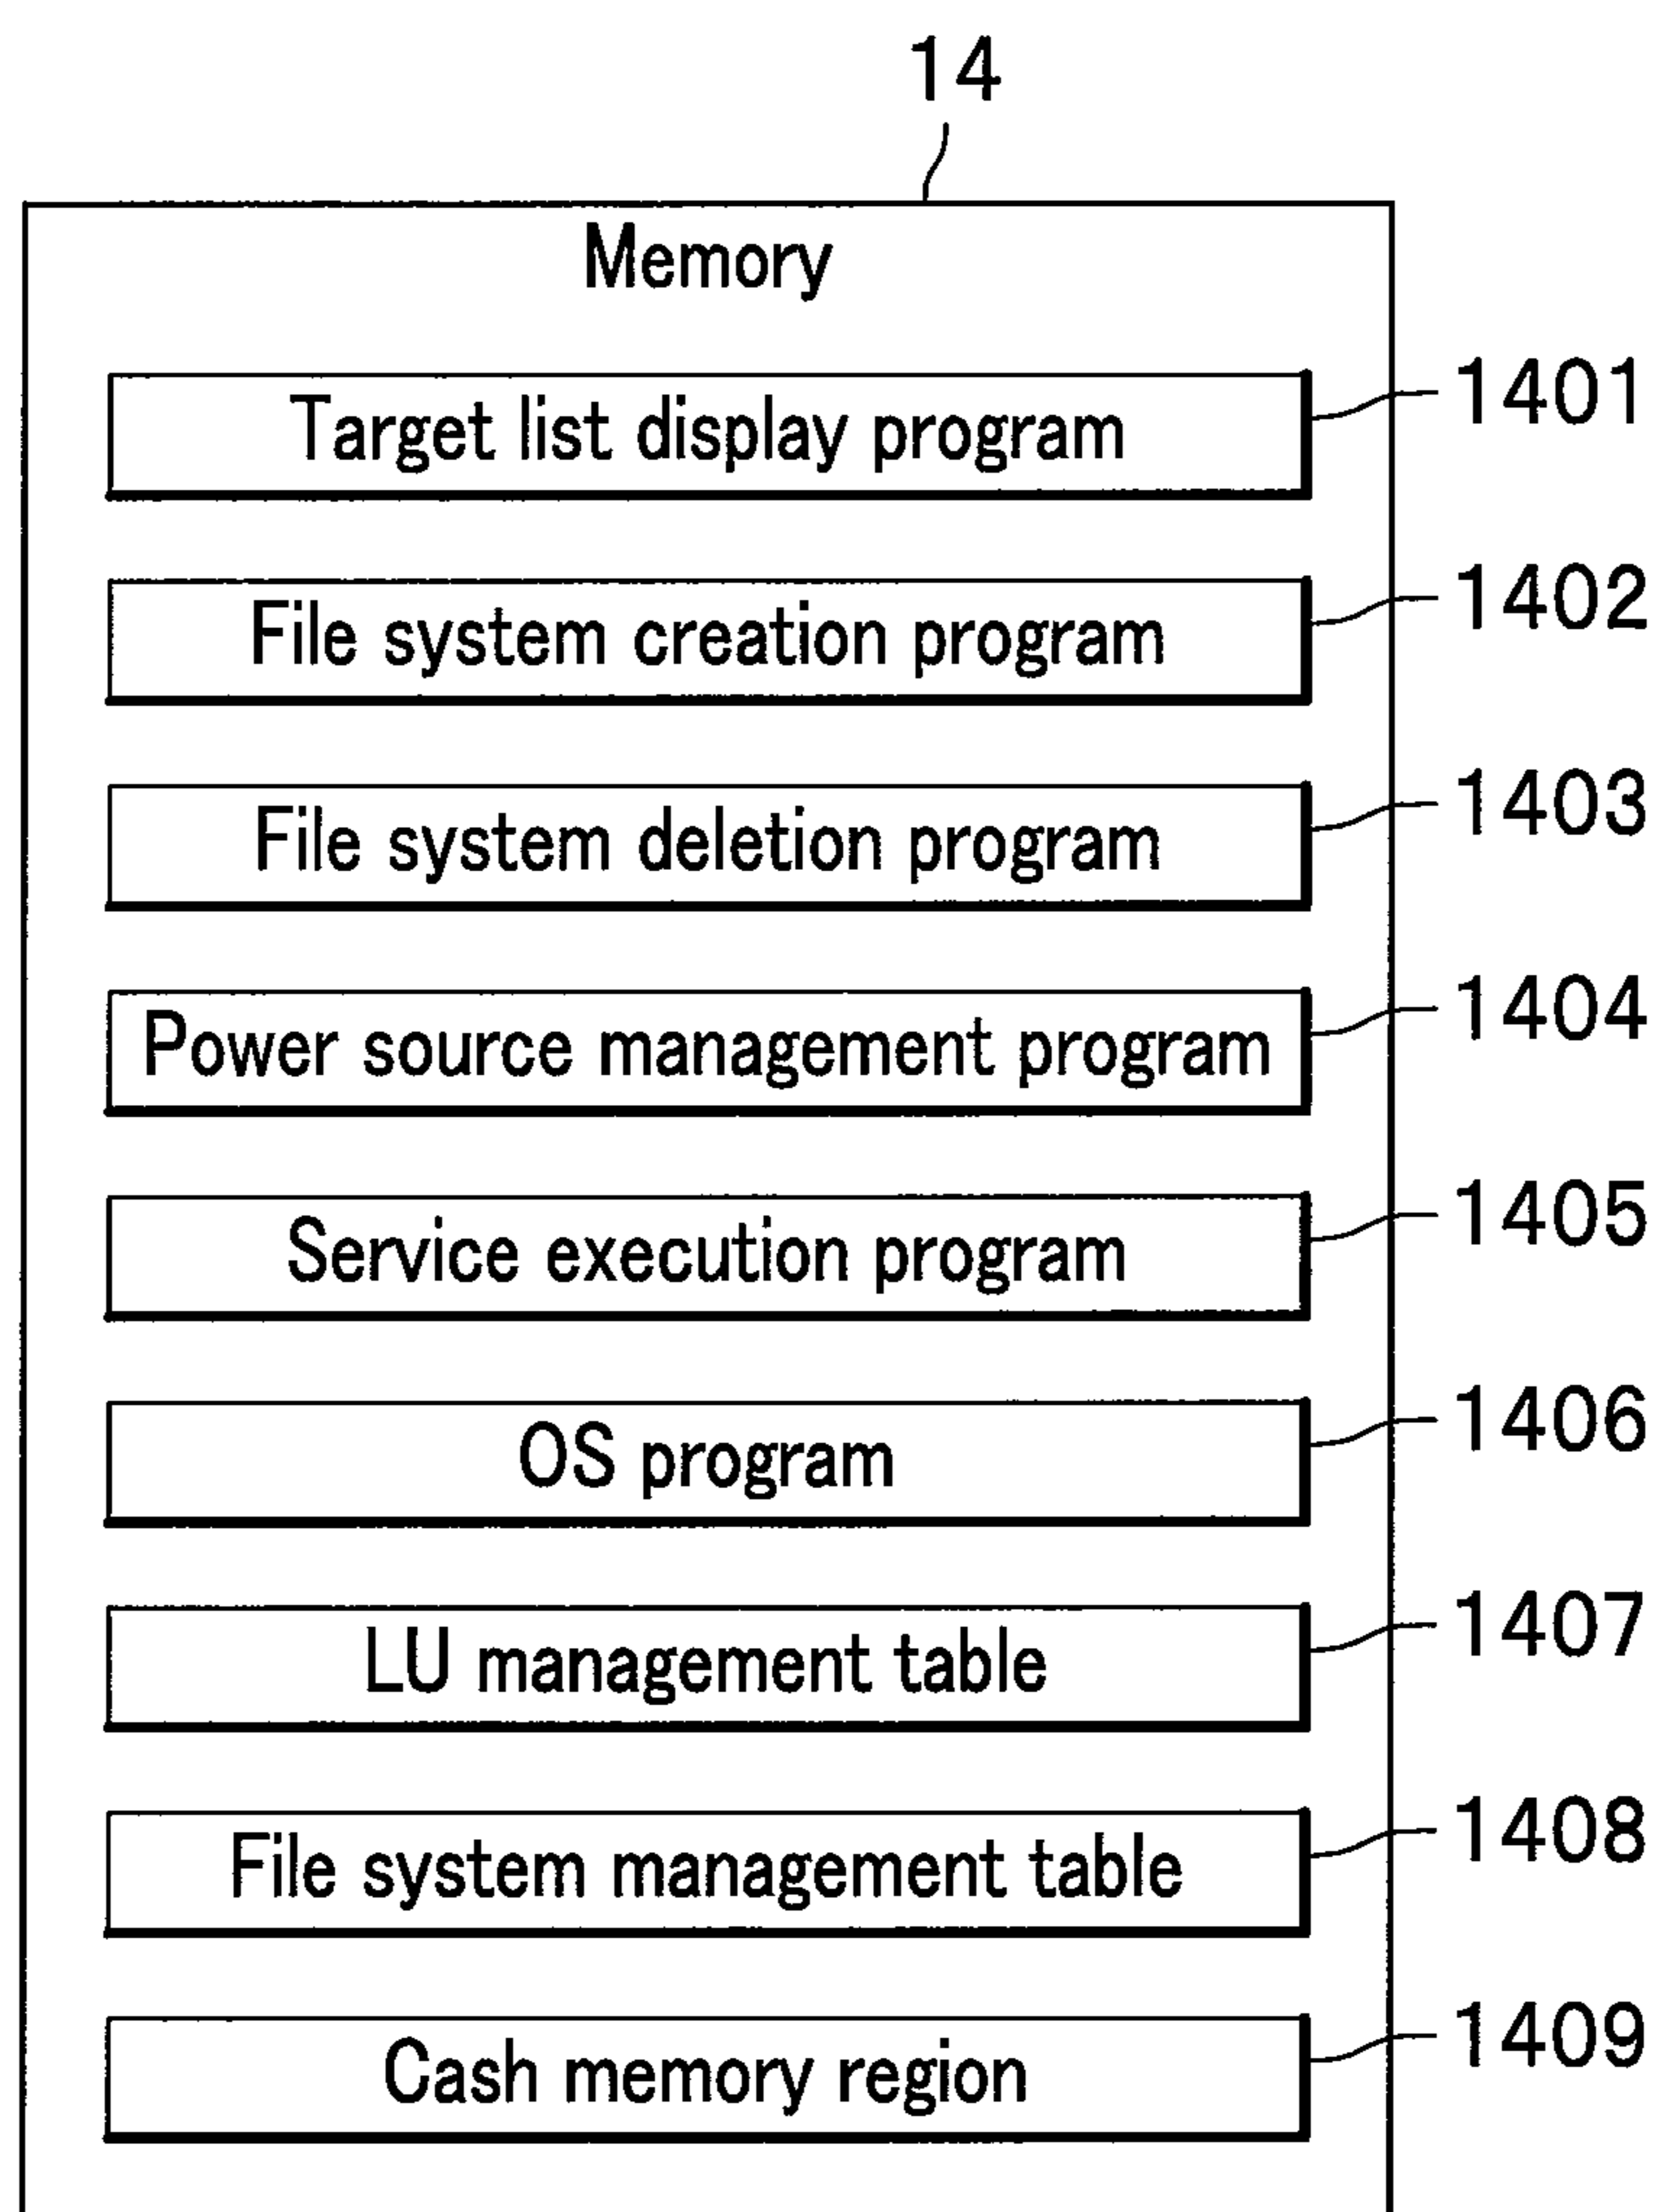 14
Memory
Target list display program 1401
File system creation program 1402
File system deletion program 1403
Power source management program 1404
Service execution program 1405
OS program 1406
LU management table 1407
File system management table 1408
Cash memory region 1409